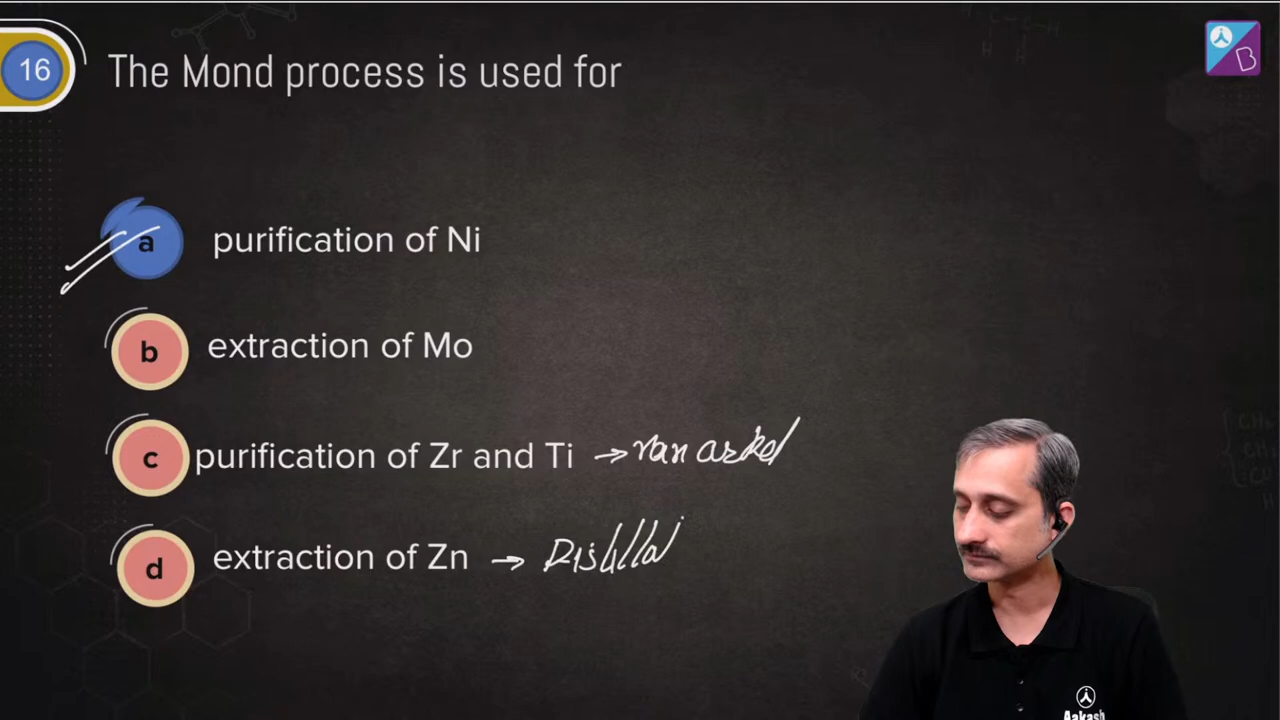 16 The Mond process is used for
a purification of Ni
b extraction of Mo
c purification of Zr and Ti → van arkel
d extraction of Zn →
Aakash